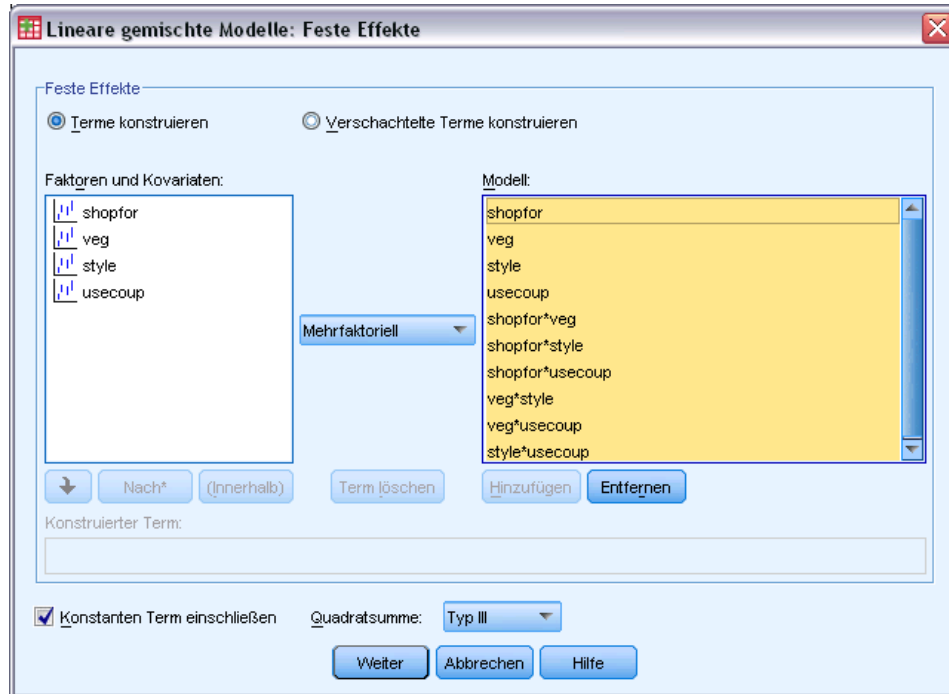 Lineare gemischte Modelle: Feste Effekte
Feste Effekte
Terme konstruieren
Verschachtelte Terme konstruieren
Faktoren und Kovariaten:
Modell:
shopfor
veg
style
usecoup
Mehrfaktoriell
shopfor
veg
style
usecoup
shopfor*veg
shopfor*style
shopfor*usecoup
veg*style
veg*usecoup
style*usecoup
Nach*
(Innerhalb)
Term löschen
Hinzufügen
Entfernen
Konstruierter Term:
Konstanten Term einschließen
Quadratsumme:
Typ III
Weiter
Abbrechen
Hilfe